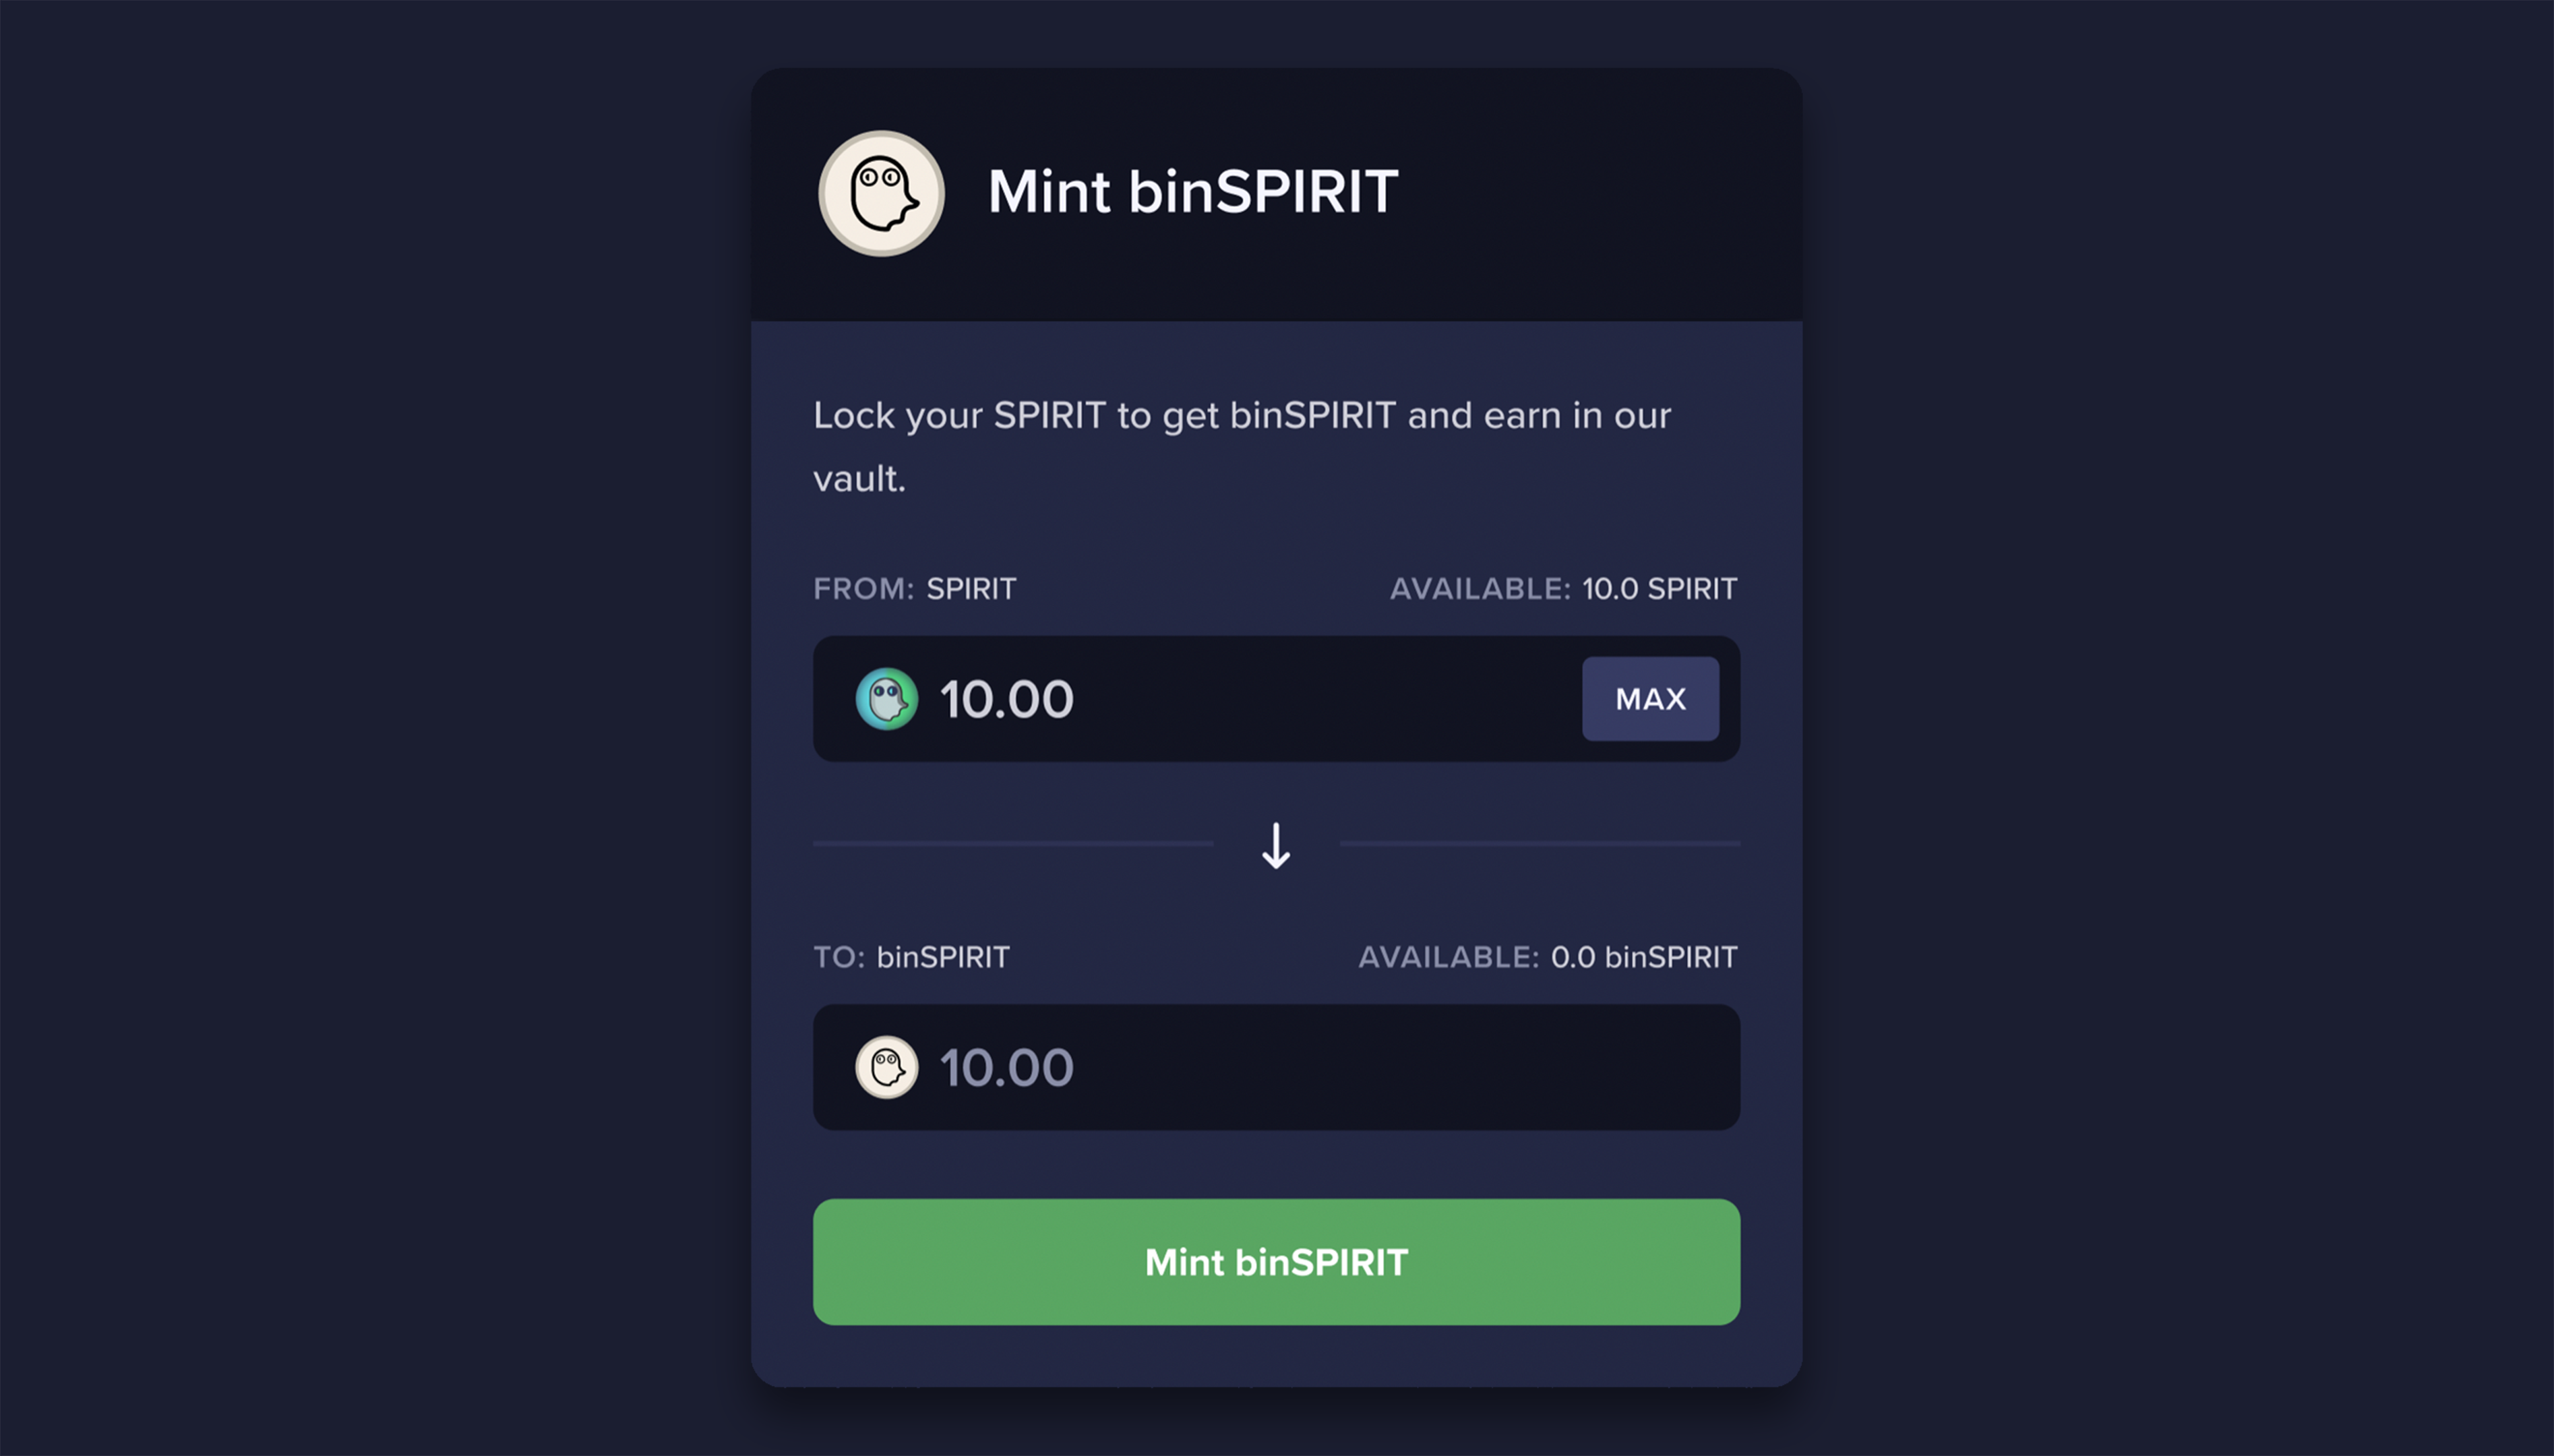 Mint binSPIRIT
Lock your SPIRIT to get binSPIRIT and earn in our
vault.
FROM: SPIRIT AVAILABLE: 10.0 SPIRIT
10.00 MAX
TO: binSPIRIT AVAILABLE: 0.0 binSPIRIT
10.00
Mint binSPIRIT